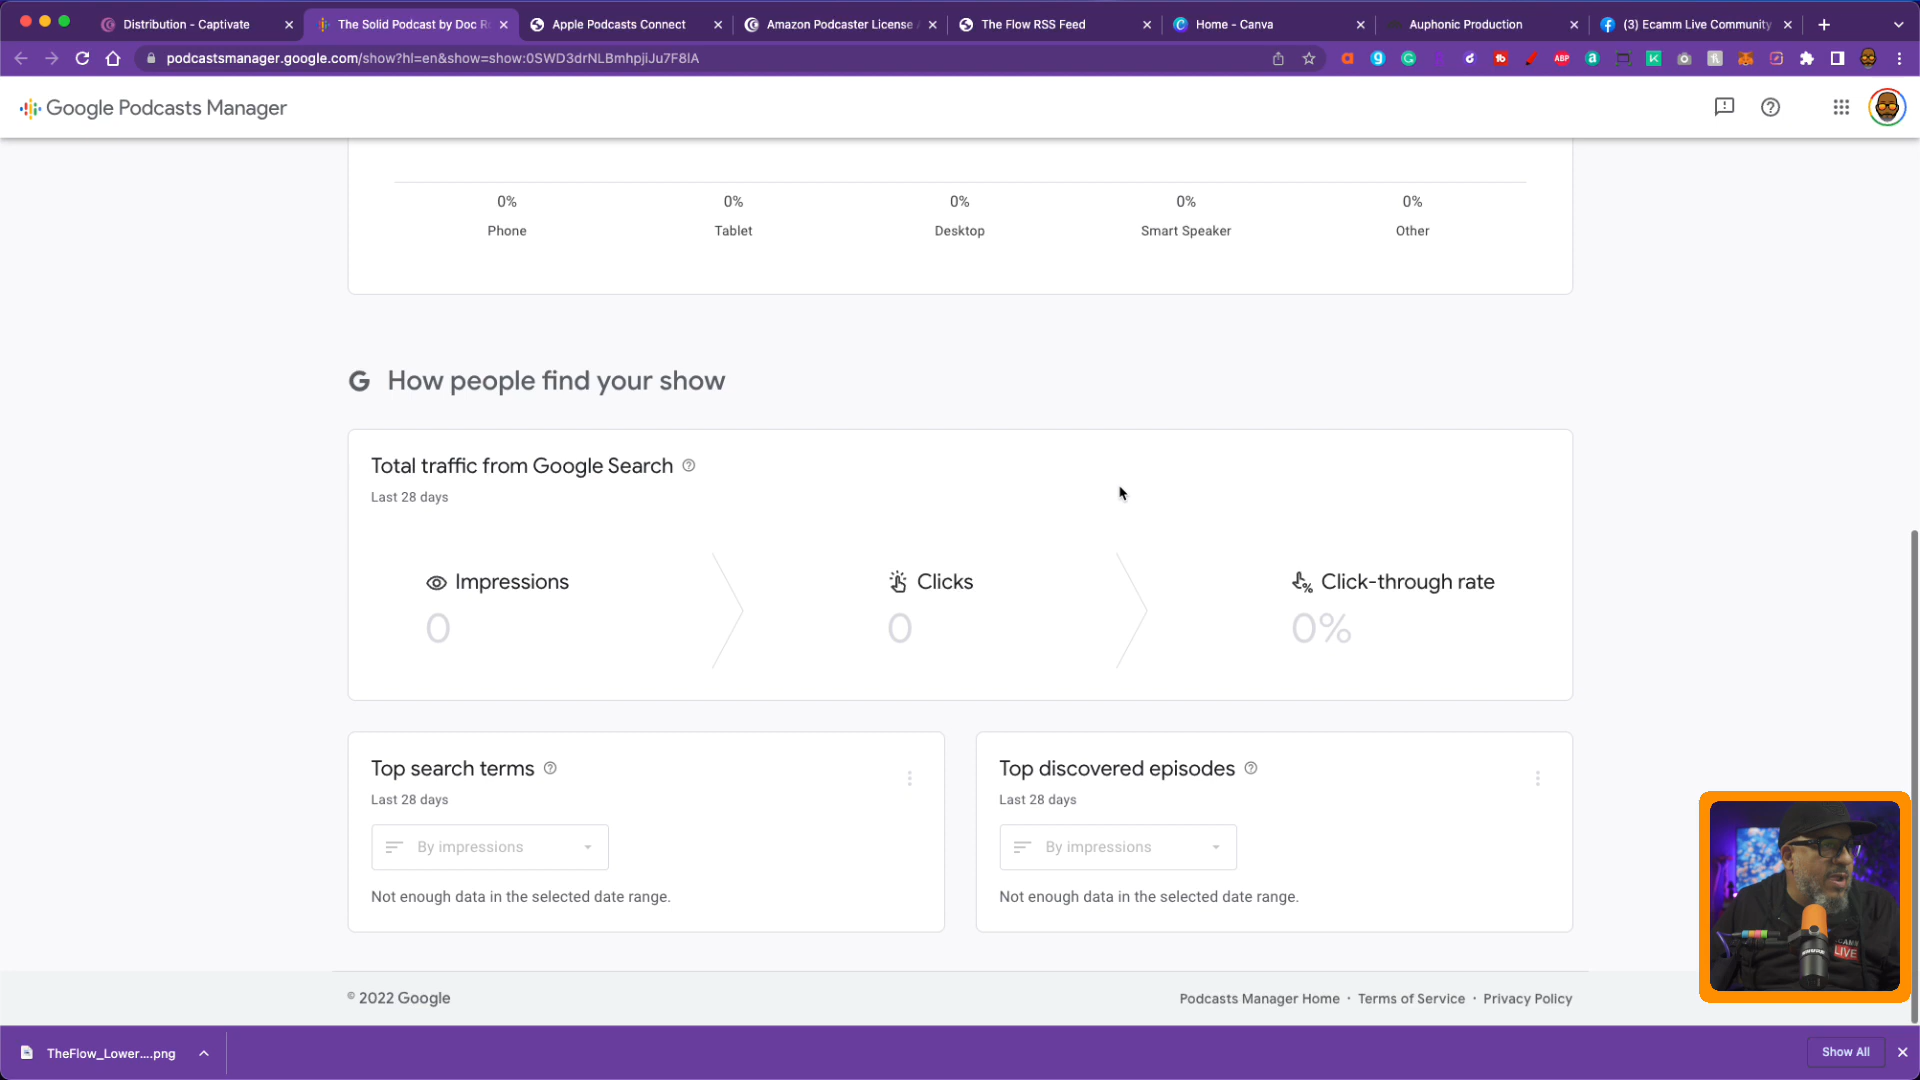 Distribution - Captivate
The Solid Podcast by Doc R
Apple Podcasts Connect
Amazon Podcaster License
The Flow RSS Feed
Home - Canva
Auphonic Production
(3) Ecamm Live Community
podcastsmanager.google.com/show?hl=en&show=show:0SWD3drNLBmhpjiJu7F8lA
ABP
Google Podcasts Manager
0% 0% 0% 0% 0%
Phone Tablet Desktop Smart Speaker Other
G How people find your show
Total traffic from Google Search
Last 28 days
Impressions Clicks Click-through rate
0 0 0%
Top search terms
Last 28 days
By impressions
Not enough data in the selected date range.
Top discovered episodes
Last 28 days
By impressions
Not enough data in the selected date range.
LIVE
© 2022 Google
Podcasts Manager Home · Terms of Service · Privacy Policy
TheFlow_Lower....png
Show All